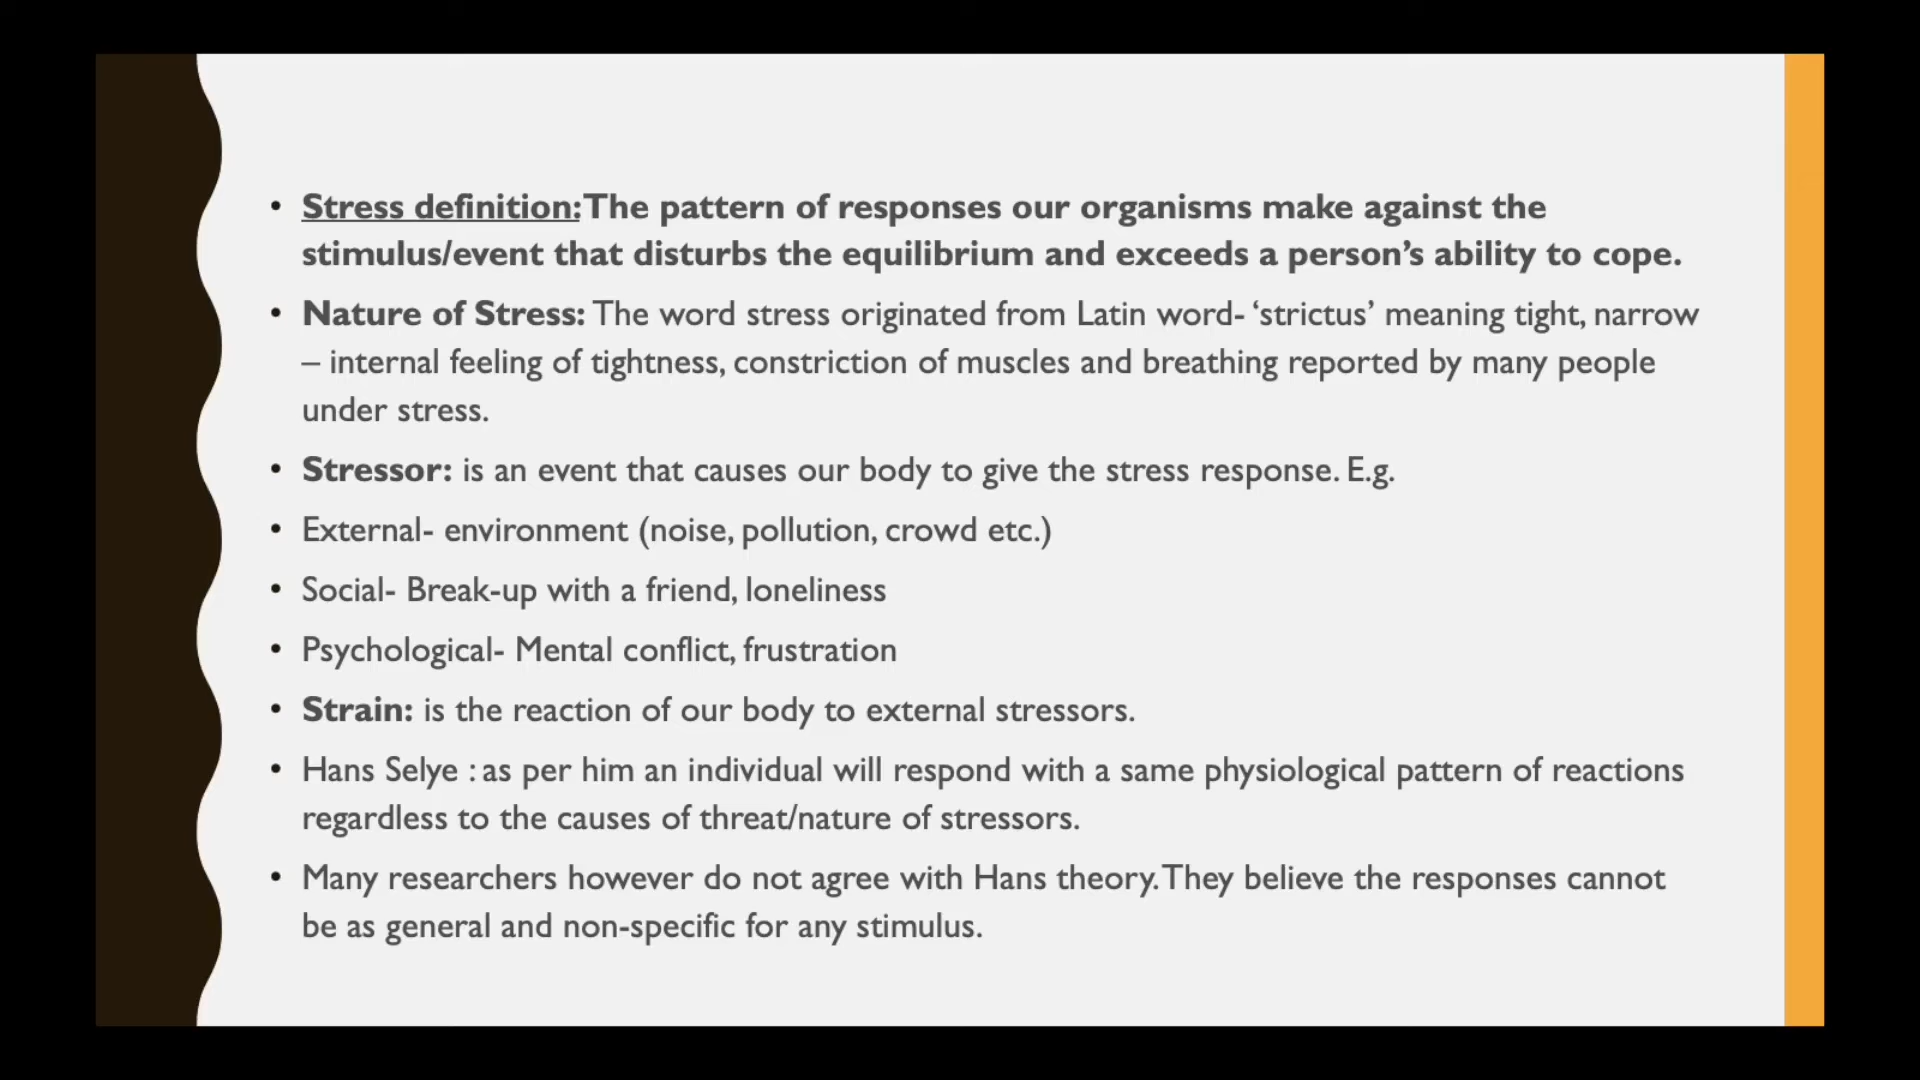 • Stress definition: The pattern of responses our organisms make against the
stimulus/event that disturbs the equilibrium and exceeds a person’s ability to cope.
• Nature of Stress: The word stress originated from Latin word- ‘strictus’ meaning tight, narrow
– internal feeling of tightness, constriction of muscles and breathing reported by many people
under stress.
• Stressor: is an event that causes our body to give the stress response. E.g.
• External- environment (noise, pollution, crowd etc.)
• Social- Break-up with a friend, loneliness
• Psychological- Mental conflict, frustration
• Strain: is the reaction of our body to external stressors.
• Hans Selye : as per him an individual will respond with a same physiological pattern of reactions
regardless to the causes of threat/nature of stressors.
• Many researchers however do not agree with Hans theory. They believe the responses cannot
be as general and non-specific for any stimulus.